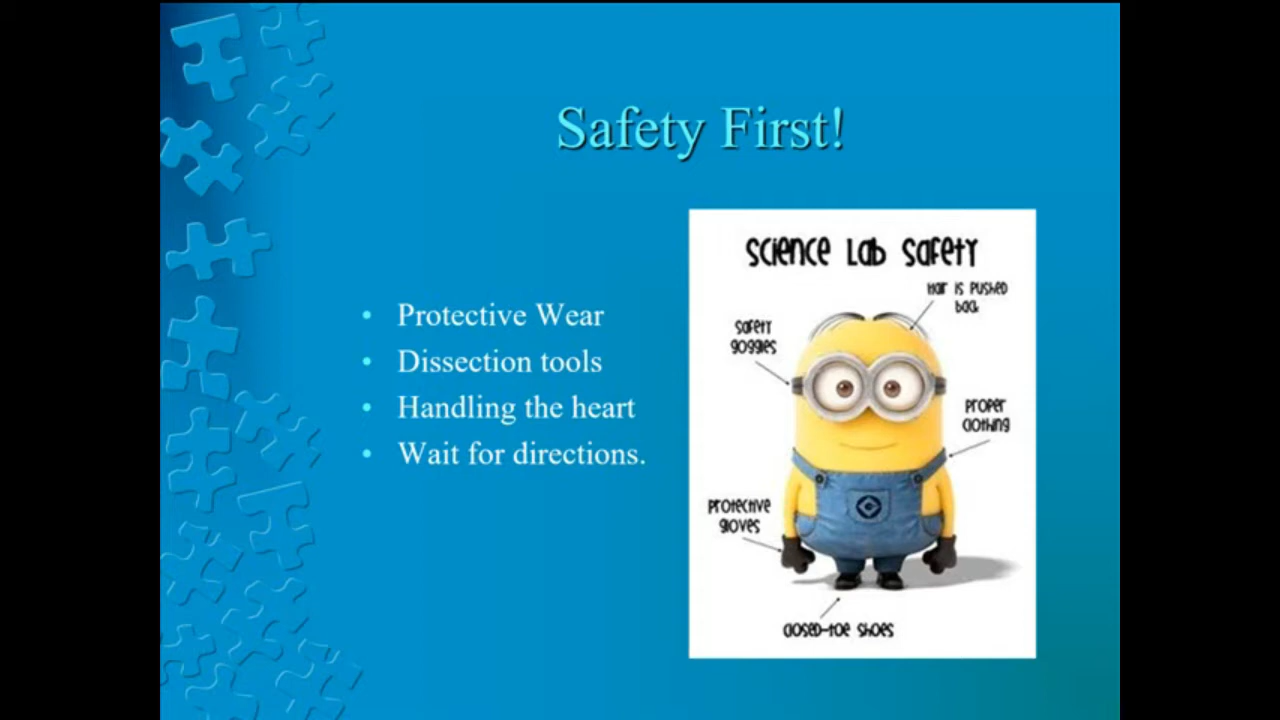 Safety First!
• Protective Wear
• Dissection tools
• Handling the heart
• Wait for directions.
Science Lab Safety
Hair is pushed
back
Safety
goggles
Proper
clothing
Protective
gloves
Closed-toe shoes